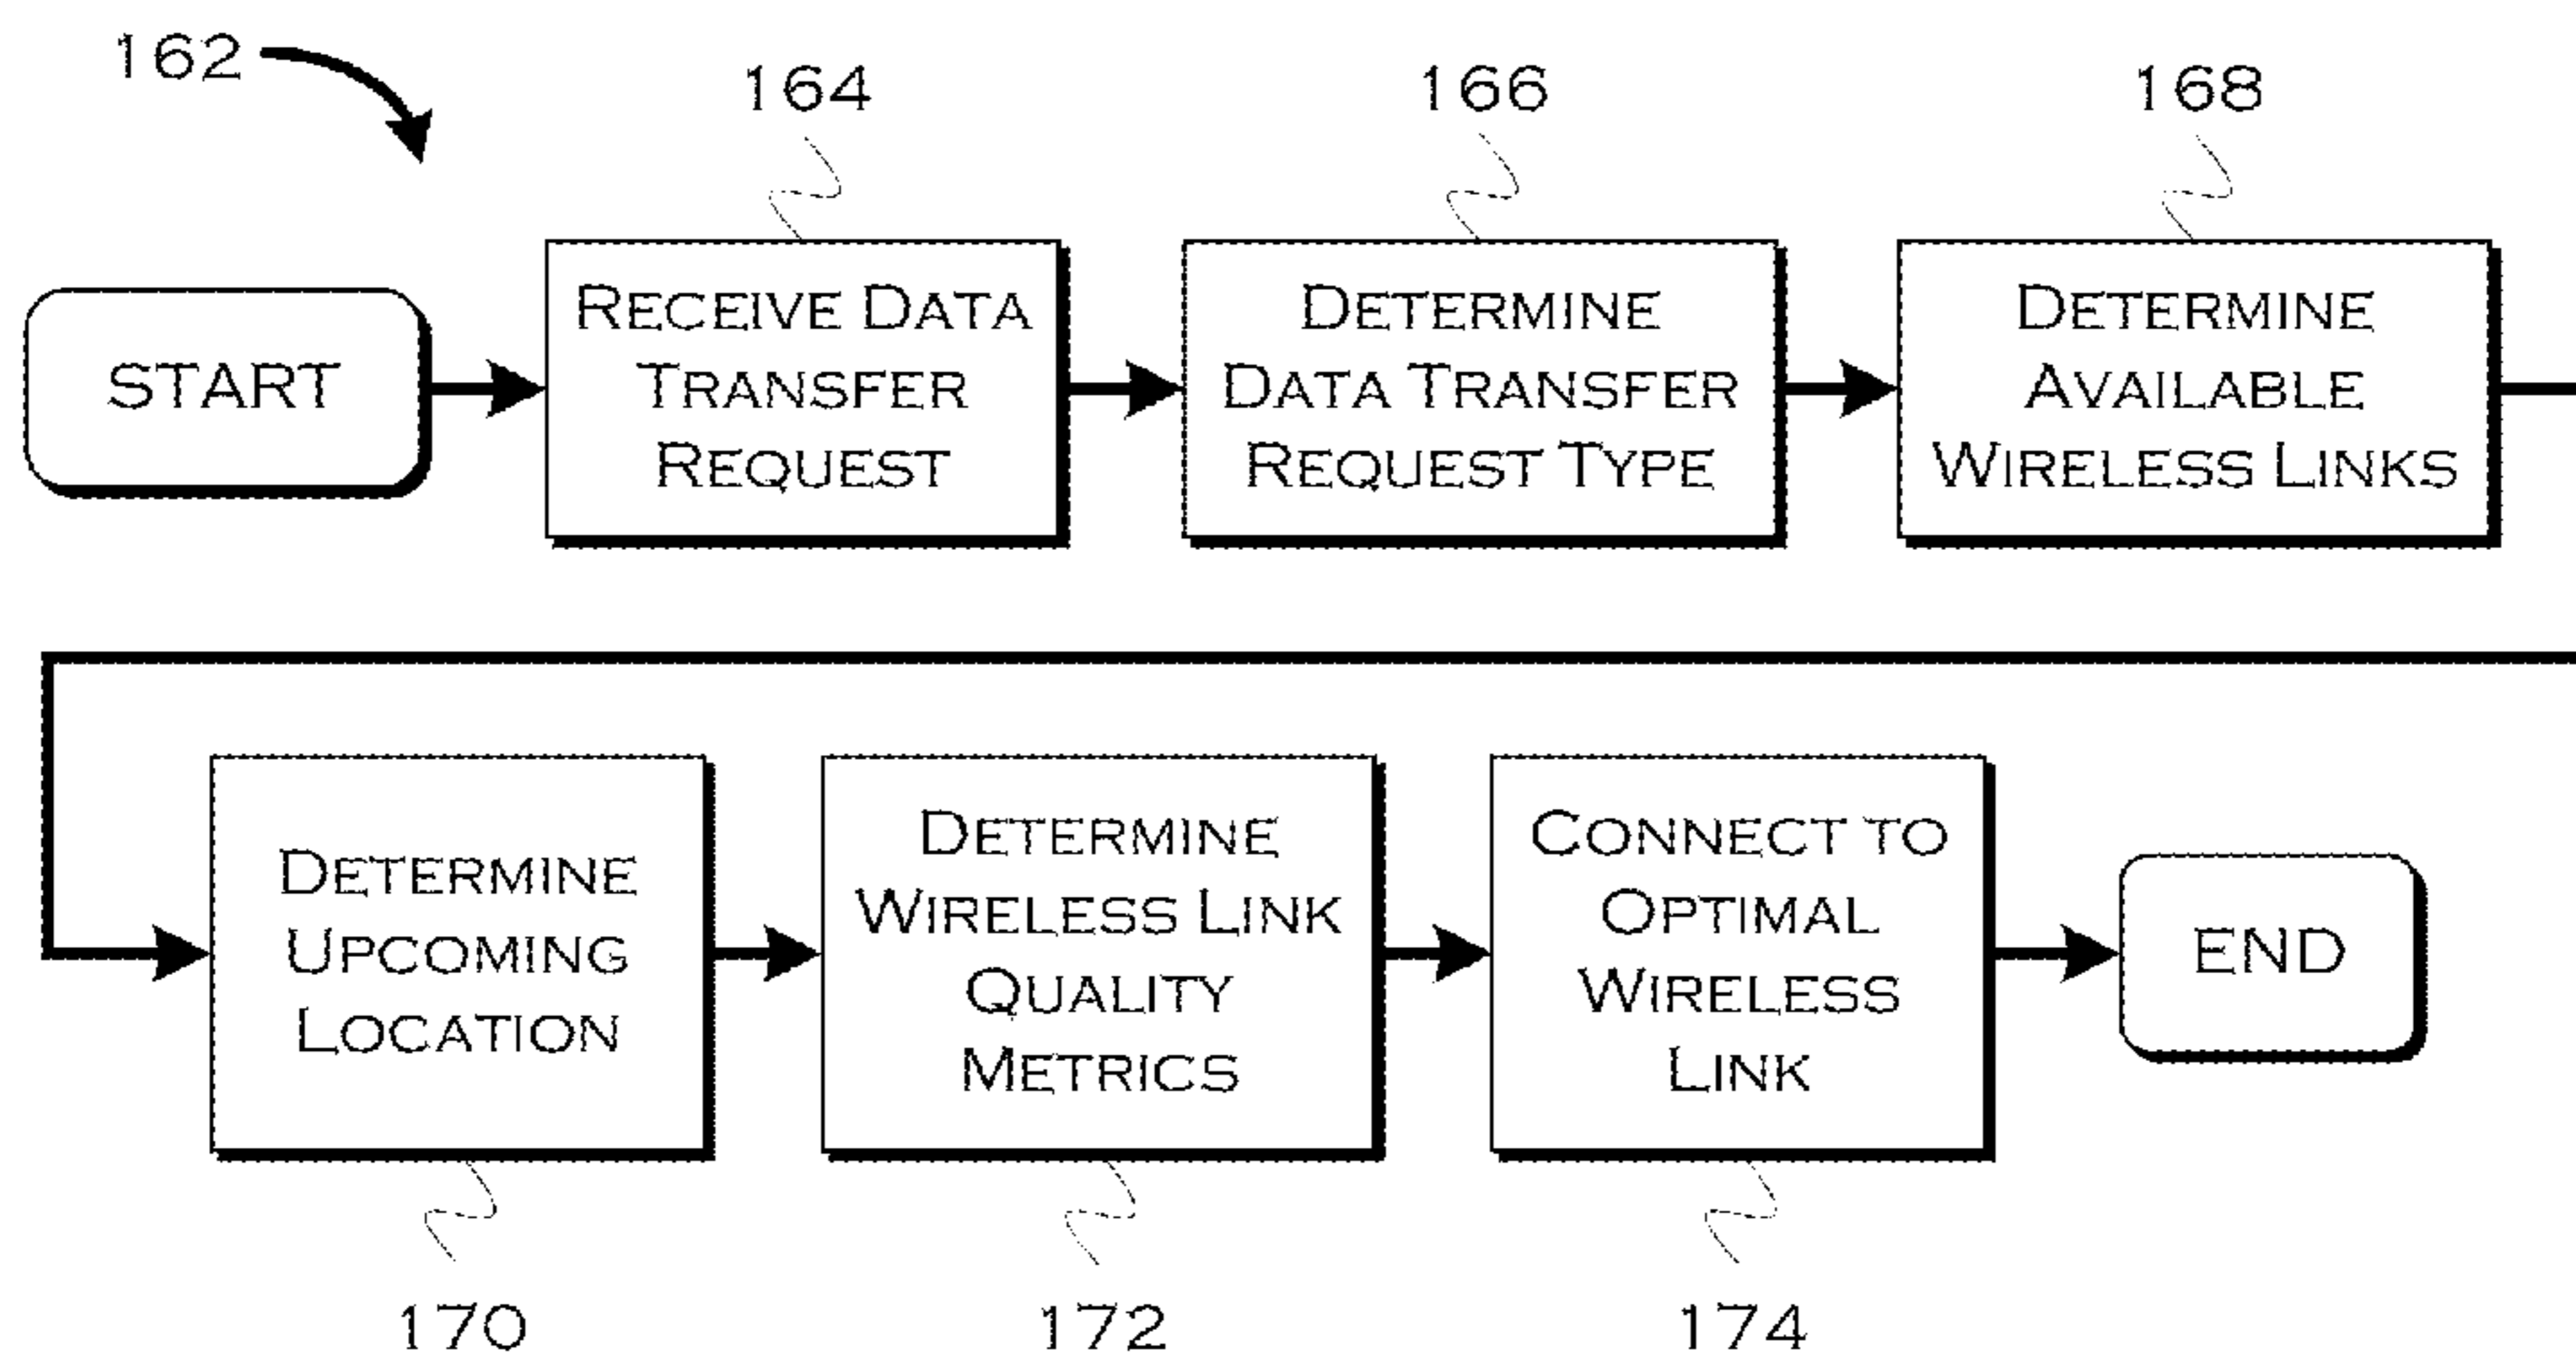 162
164
166
168
START
RECEIVE DATA
TRANSFER
REQUEST
DETERMINE
DATA TRANSFER
REQUEST TYPE
DETERMINE
AVAILABLE
WIRELESS LINKS
DETERMINE
UPCOMING
LOCATION
DETERMINE
WIRELESS LINK
QUALITY
METRICS
CONNECT TO
OPTIMAL
WIRELESS
LINK
END
170
172
174